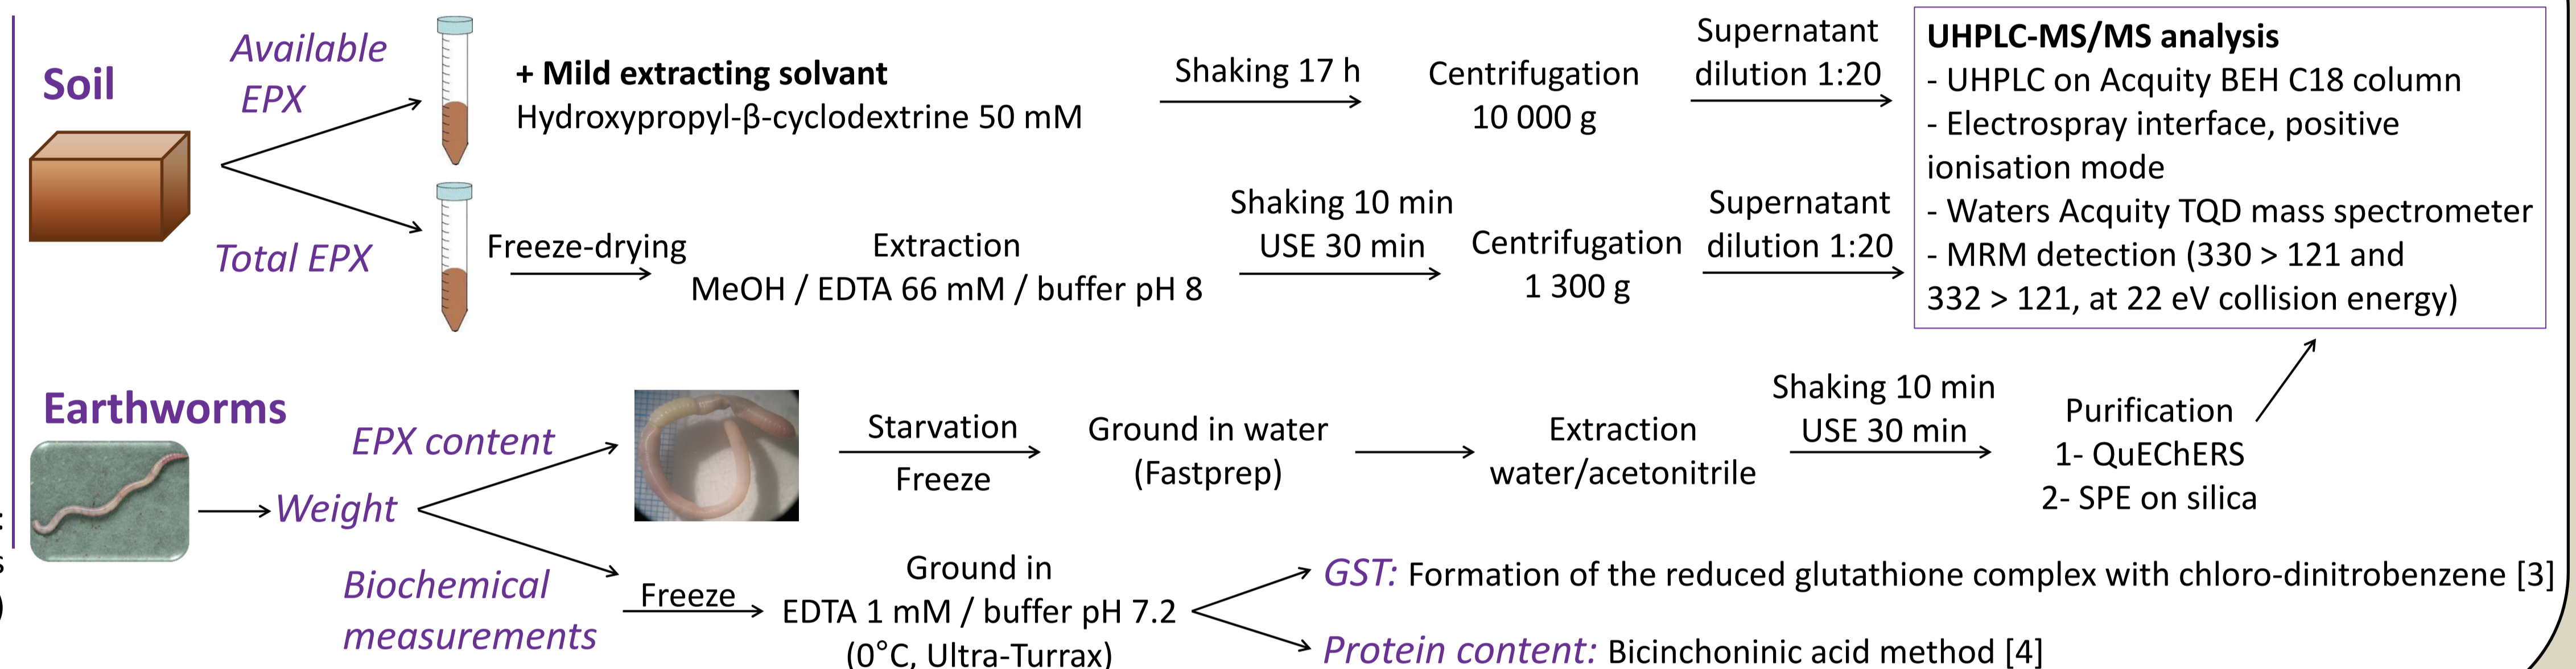 Soil
Available
EPX
+ Mild extracting solvant
Hydroxypropyl-β-cyclodextrine 50 mM
Shaking 17 h
Centrifugation
10 000 g
Supernatant
dilution 1:20
Total EPX
Freeze-drying
Extraction
MeOH / EDTA 66 mM / buffer pH 8
Shaking 10 min
USE 30 min
Centrifugation
1 300 g
Supernatant
dilution 1:20
UHPLC-MS/MS analysis
- UHPLC on Acquity BEH C18 column
- Electrospray interface, positive
ionisation mode
- Waters Acquity TQD mass spectrometer
- MRM detection (330 > 121 and
332 > 121, at 22 eV collision energy)
Earthworms
Weight
EPX content
Starvation
Freeze
Ground in water
(Fastprep)
Extraction
water/acetonitrile
Shaking 10 min
USE 30 min
Purification
1- QuEChERS
2- SPE on silica
Biochemical
measurements
Freeze
Ground in
EDTA 1 mM / buffer pH 7.2
(0°C, Ultra-Turrax)
GST: Formation of the reduced glutathione complex with chloro-dinitrobenzene [3]
Protein content: Bicinchoninic acid method [4]